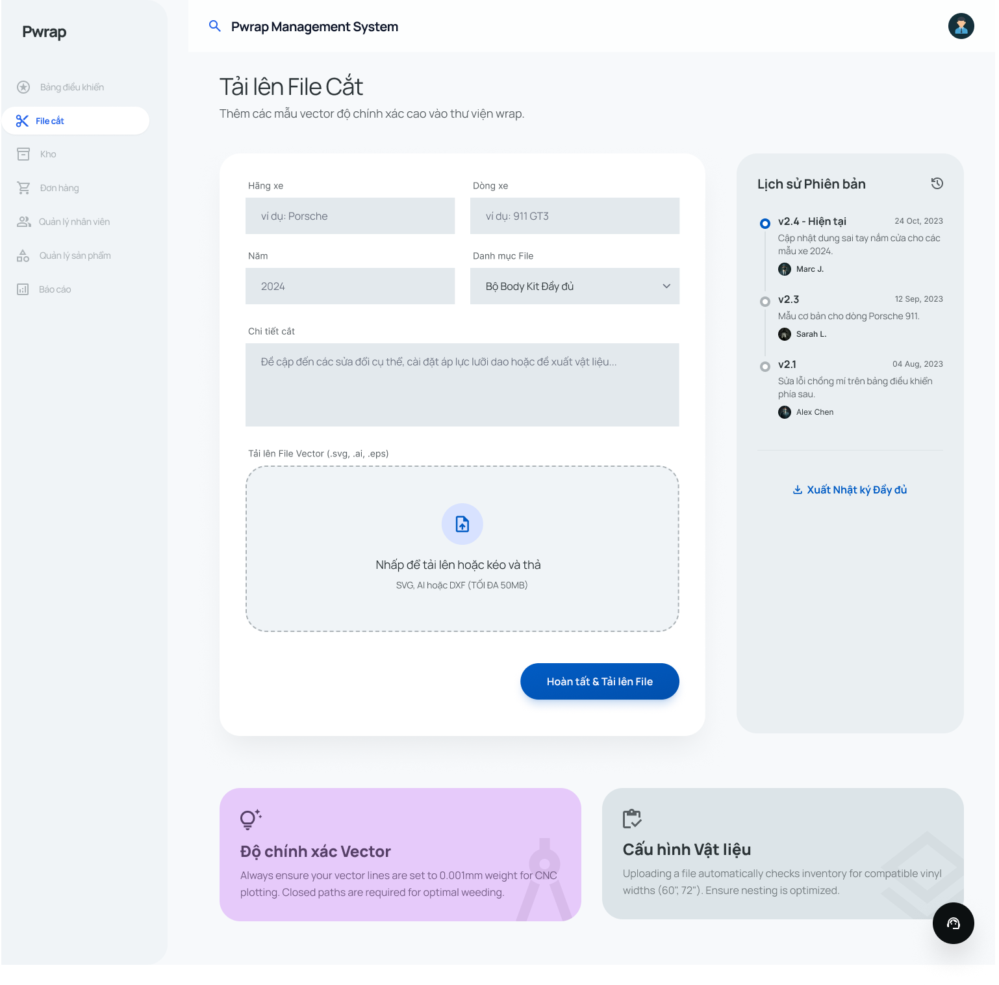 Pwrap
Bảng điều khiển
File cắt
Kho
Đơn hàng
Quản lý nhân viên
Quản lý sản phẩm
Báo cáo
Pwrap Management System
Tải lên File Cắt
Thêm các mẫu vector độ chính xác cao vào thư viện wrap.
Hãng xe
Dòng xe
ví dụ: Porsche
ví dụ: 911 GT3
Năm
Danh mục File
2024
Bộ Body Kit Đầy đủ
Chi tiết cắt
Đề cập đến các sửa đổi cụ thể, cài đặt áp lực lưỡi dao hoặc đề xuất vật liệu...
Tải lên File Vector (.svg, .ai, .eps)
Nhấp để tải lên hoặc kéo và thả
SVG, AI hoặc DXF (TỐI ĐA 50MB)
Hoàn tất & Tải lên File
Lịch sử Phiên bản
v2.4 - Hiện tại
24 Oct, 2023
Cập nhật dung sai tay nắm cửa cho các
mẫu xe 2024.
Marc J.
v2.3
12 Sep, 2023
Mẫu cơ bản cho dòng Porsche 911.
Sarah L.
v2.1
04 Aug, 2023
Sửa lỗi chồng mí trên bảng điều khiển
phía sau.
Alex Chen
Xuất Nhật ký Đầy đủ
Độ chính xác Vector
Always ensure your vector lines are set to 0.001mm weight for CNC
plotting. Closed paths are required for optimal weeding.
Cấu hình Vật liệu
Uploading a file automatically checks inventory for compatible vinyl
widths (60", 72"). Ensure nesting is optimized.